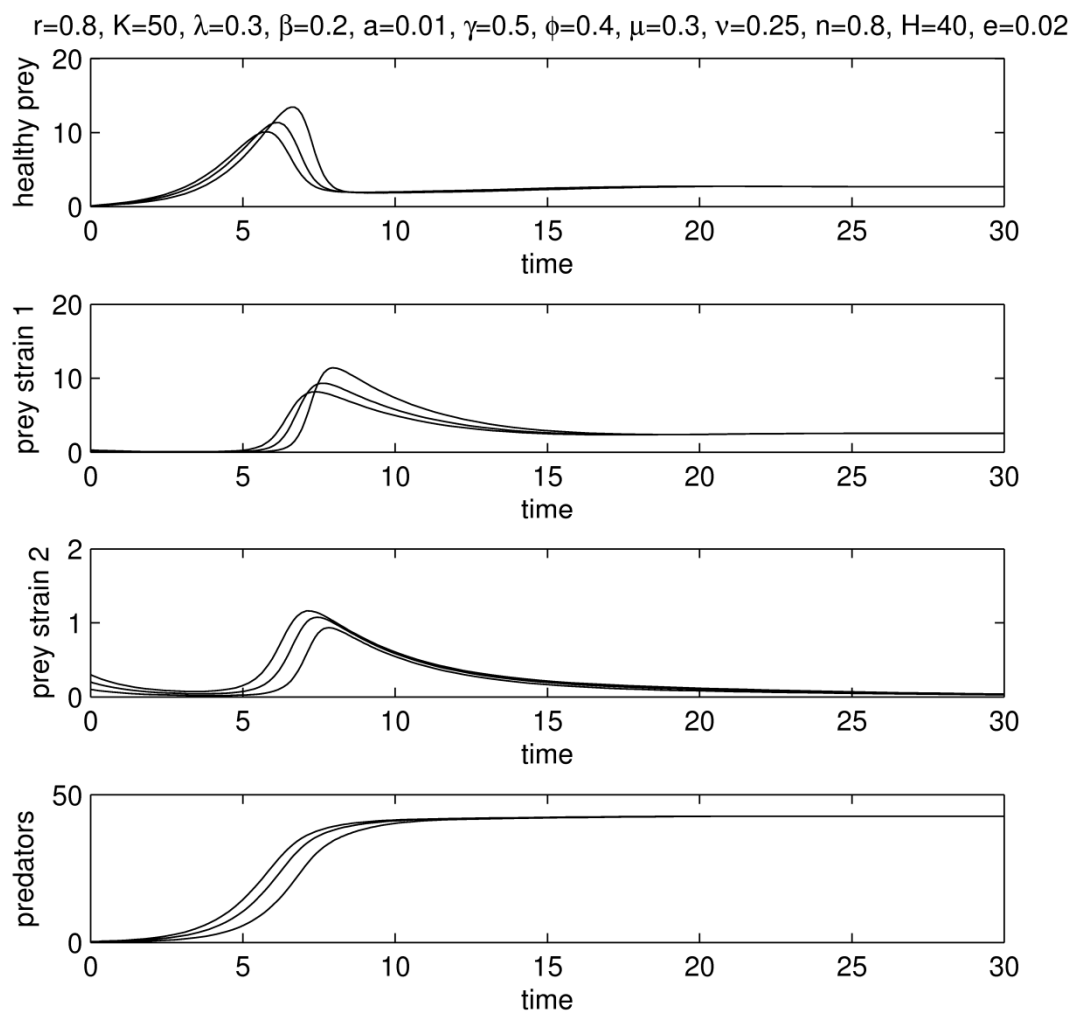 r=0.8, K=50, λ=0.3, β=0.2, a=0.01, γ=0.5, ϕ=0.4, μ=0.3, ν=0.25, n=0.8, H=40, e=0.02
20
10
0
healthy prey
0 5 10 15 20 25 30
time
20
10
0
prey strain 1
0 5 10 15 20 25 30
time
2
1
0
prey strain 2
0 5 10 15 20 25 30
time
50
0
predators
0 5 10 15 20 25 30
time